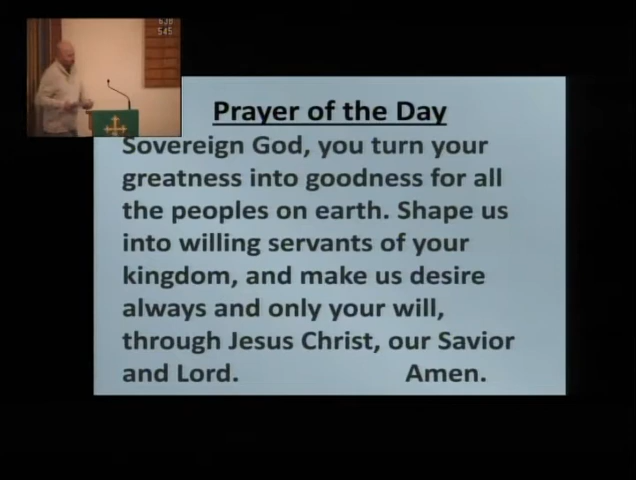 638
545
Prayer of the Day
Sovereign God, you turn your
greatness into goodness for all
the peoples on earth. Shape us
into willing servants of your
kingdom, and make us desire
always and only your will,
through Jesus Christ, our Savior
and Lord. Amen.